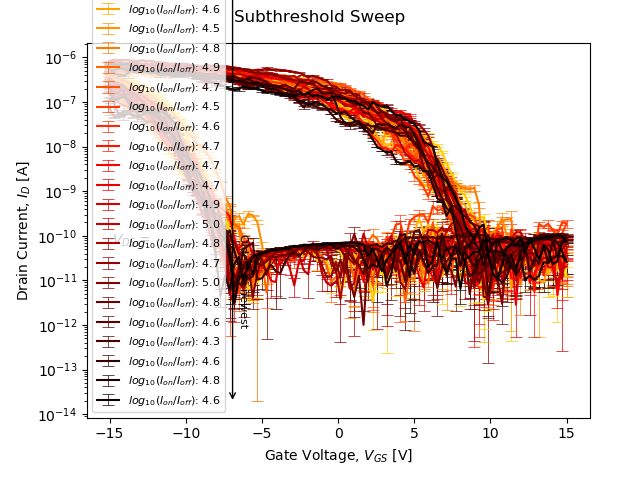 Subthreshold Sweep
log10(Ion/Ioff): 4.6
log10(Ion/Ioff): 4.5
log10(Ion/Ioff): 4.8
log10(Ion/Ioff): 4.9
log10(Ion/Ioff): 4.7
log10(Ion/Ioff): 4.5
log10(Ion/Ioff): 4.6
log10(Ion/Ioff): 4.7
log10(Ion/Ioff): 4.7
log10(Ion/Ioff): 4.7
log10(Ion/Ioff): 4.9
log10(Ion/Ioff): 5.0
log10(Ion/Ioff): 4.8
log10(Ion/Ioff): 4.7
log10(Ion/Ioff): 5.0
log10(Ion/Ioff): 4.8
log10(Ion/Ioff): 4.6
log10(Ion/Ioff): 4.3
log10(Ion/Ioff): 4.6
log10(Ion/Ioff): 4.8
log10(Ion/Ioff): 4.6
10^-6
10^-7
10^-8
10^-9
10^-10
10^-11
10^-12
10^-13
10^-14
Drain Current, ID [A]
−15 −10 −5 0 5 10 15
Gate Voltage, VGS [V]